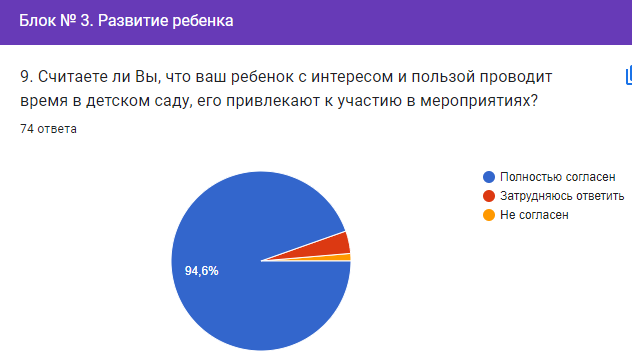 Блок № 3. Развитие ребенка
9. Считаете ли Вы, что ваш ребенок с интересом и пользой проводит
время в детском саду, его привлекают к участию в мероприятиях?
74 ответа
Полностью согласен
Затрудняюсь ответить
Не согласен
94,6%